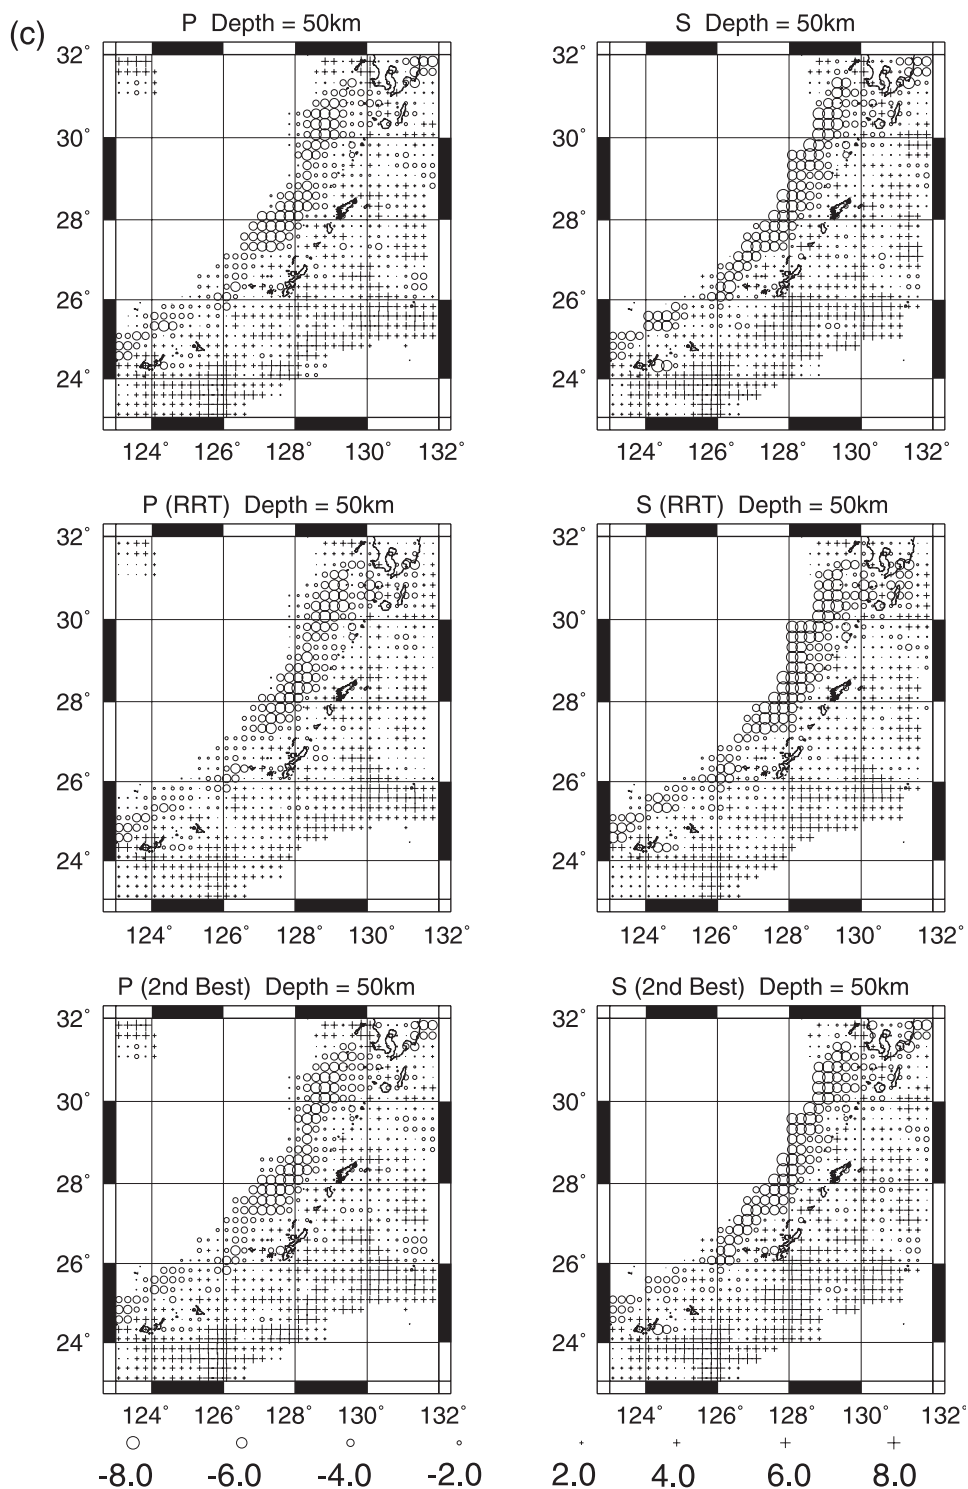 (c)
P Depth = 50km
S Depth = 50km
32°
30°
28°
26°
24°
124° 126° 128° 130° 132°
32°
30°
28°
26°
24°
124° 126° 128° 130° 132°
P (RRT) Depth = 50km
S (RRT) Depth = 50km
32°
30°
28°
26°
24°
124° 126° 128° 130° 132°
32°
30°
28°
26°
24°
124° 126° 128° 130° 132°
P (2nd Best) Depth = 50km
S (2nd Best) Depth = 50km
32°
30°
28°
26°
24°
124° 126° 128° 130° 132°
32°
30°
28°
26°
24°
124° 126° 128° 130° 132°
-8.0 -6.0 -4.0 -2.0 2.0 4.0 6.0 8.0